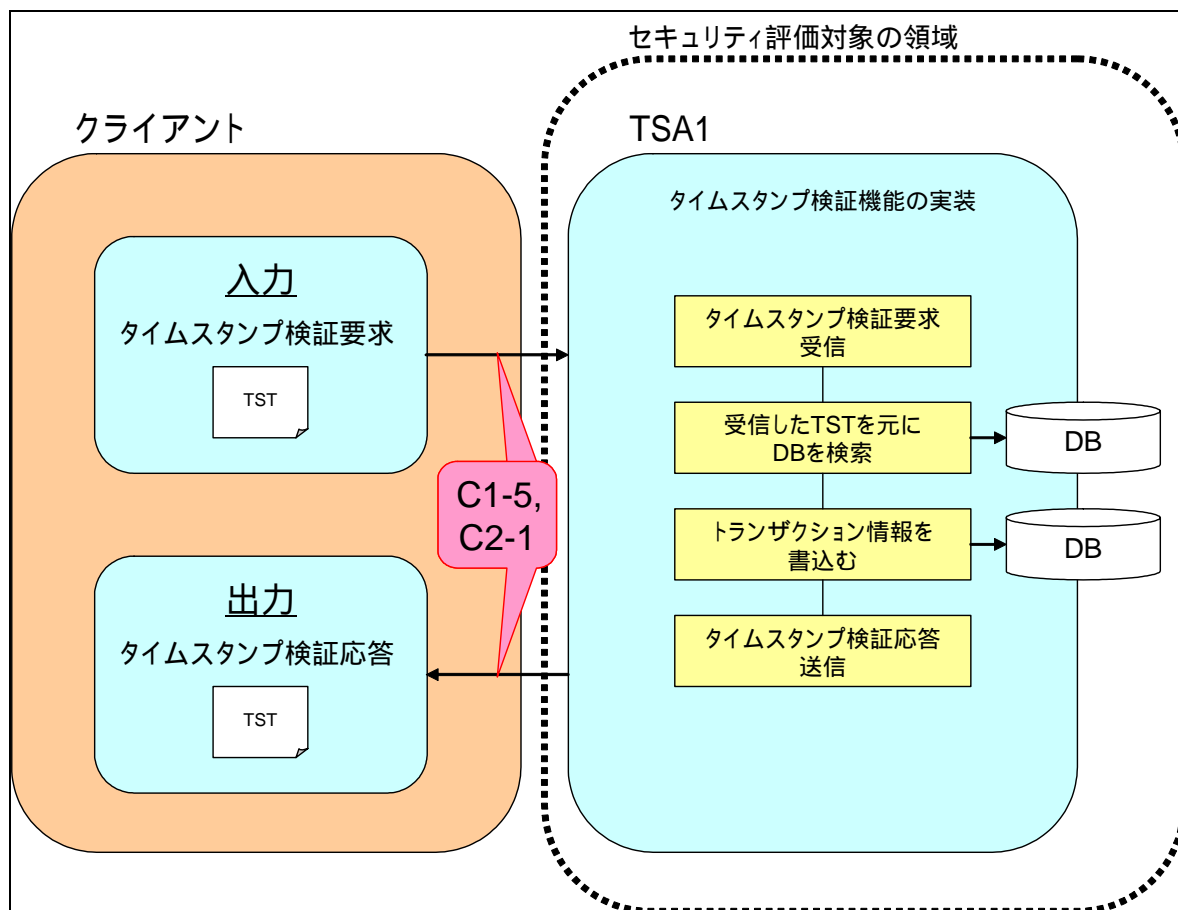 セキュリティ評価対象の領域
クライアント
TSA1
タイムスタンプ検証機能の実装
入力
タイムスタンプ検証要求
TST
タイムスタンプ検証要求
受信
受信したTSTを元に
DBを検索
DB
C1-5,
C2-1
トランザクション情報を
書込む
DB
出力
タイムスタンプ検証応答
TST
タイムスタンプ検証応答
送信